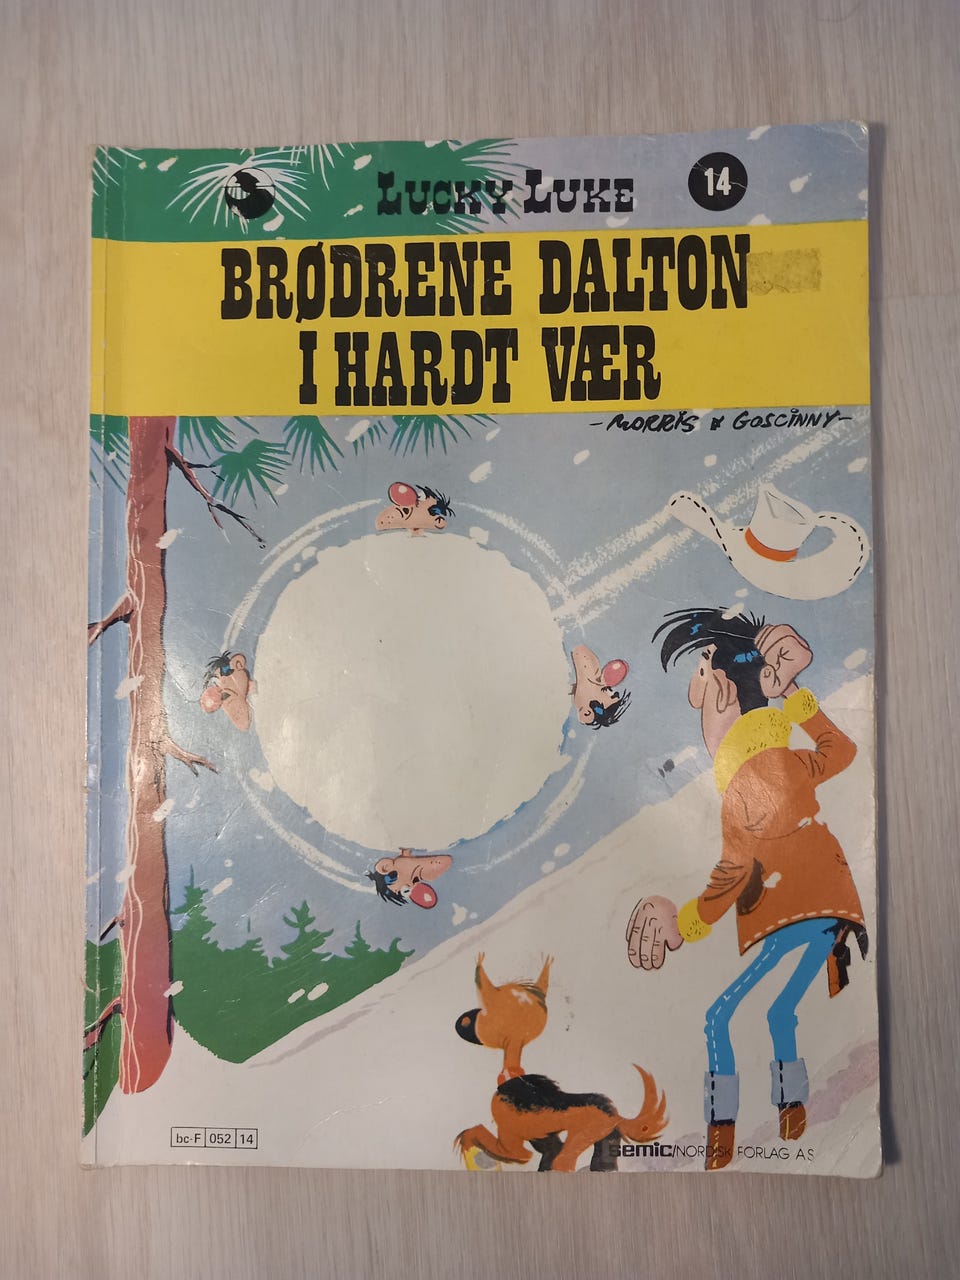 LUCKY LUKE
14
BRØDRENE DALTON
I HARDT VÆR
-MORRIS & GOSCINNY-
bc-F 052 14
semic/NORDISK FORLAG AS